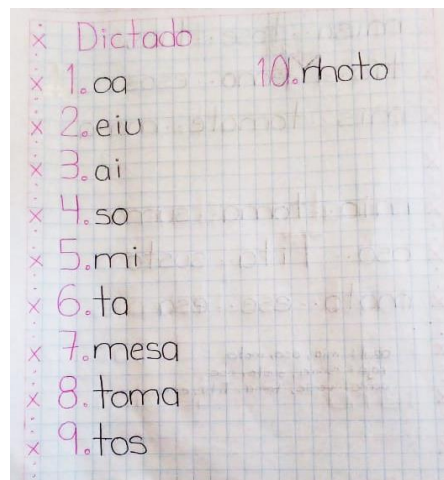 Dictado
1. oa
2. eiu
3. ai
4. so
5. mi
6. ta
7. mesa
8. toma
9. tos
10. moto